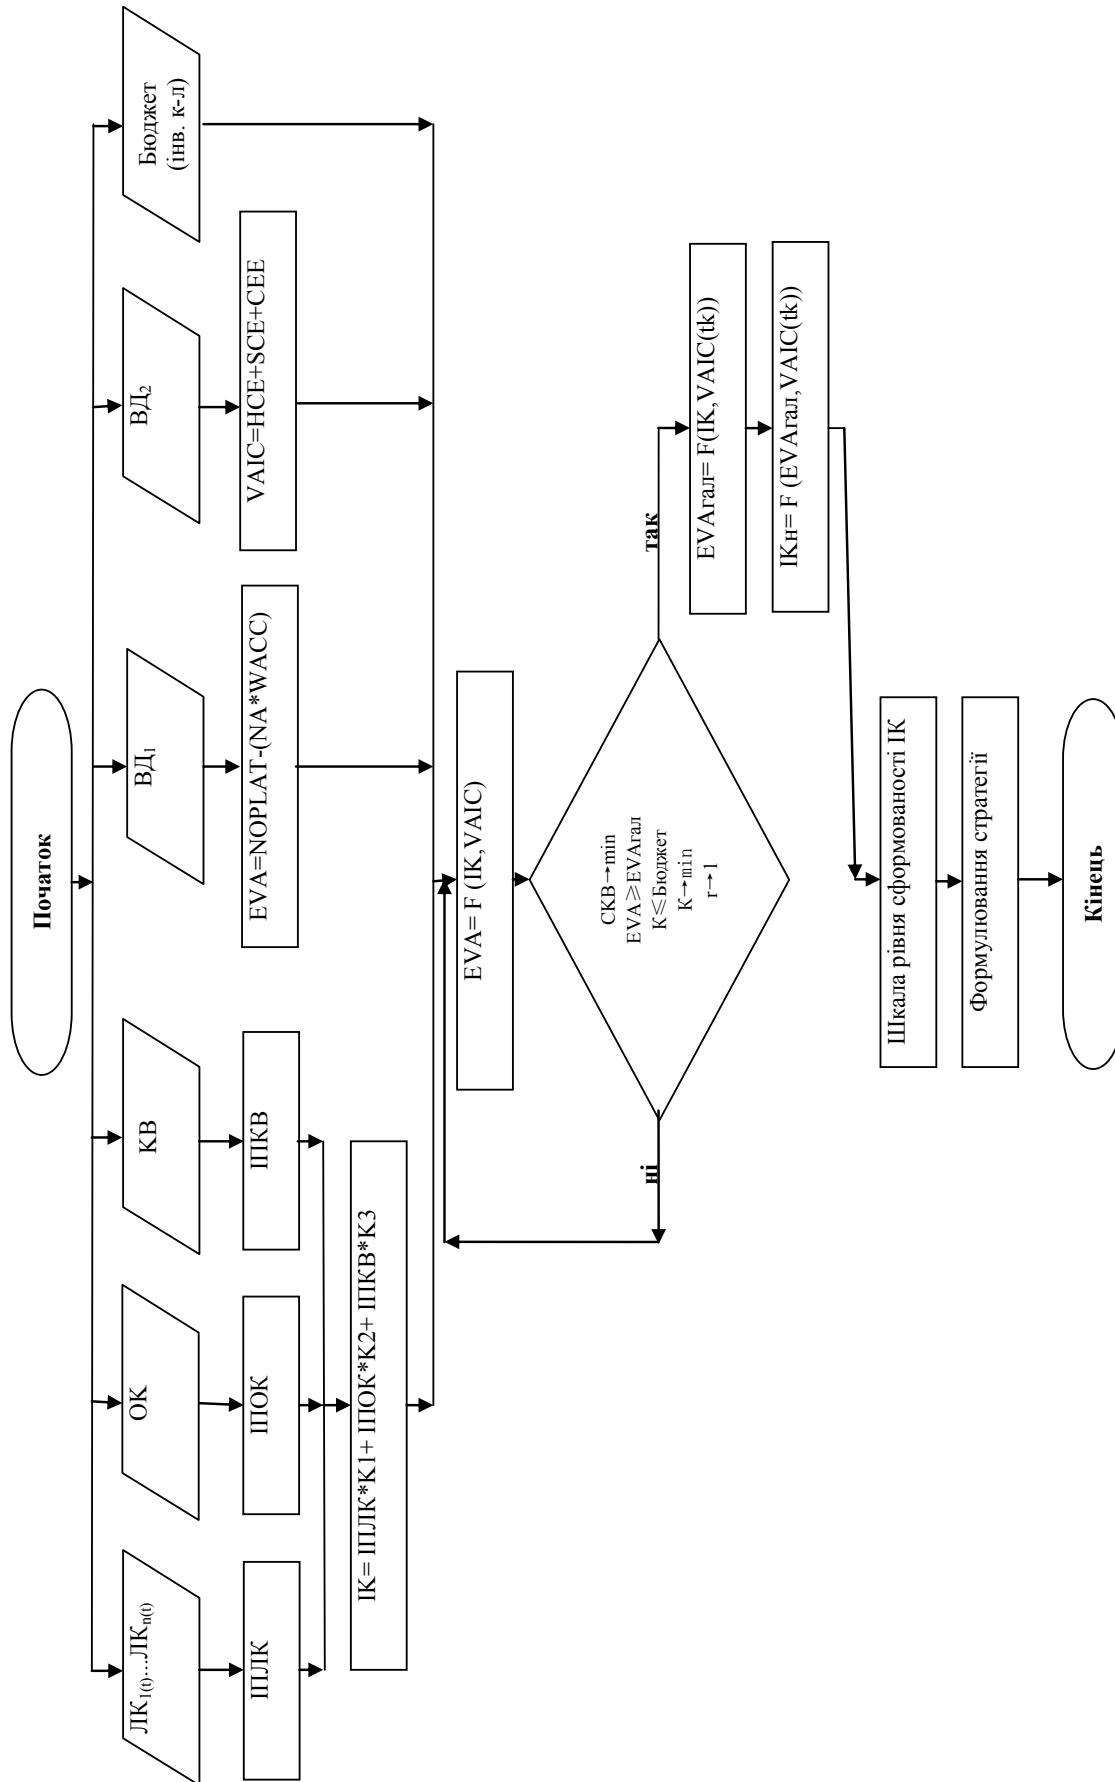 Початок
ЛК1(t)...ЛКn(t)
ОК
КВ
ВД1
ВД2
Бюджет
(інв. к-л)
ІПЛК
ІПОК
ІПКВ
EVA=NOPLAT-(NA*WACC)
VAIC=HCE+SCE+CEE
ІК= ІПЛК*К1+ ІПОК*К2+ ІПКВ*К3
EVA= F (IK,VAIC)
СКВ→min
EVA≥EVAгал
К≤Бюджет
К→min
r→1
ні
так
EVAгал= F(IK,VAIC(tk))
ІКн= F (EVAгал,VAIC(tk))
Шкала рівня сформованості ІК
Формулювання стратегії
Кінець